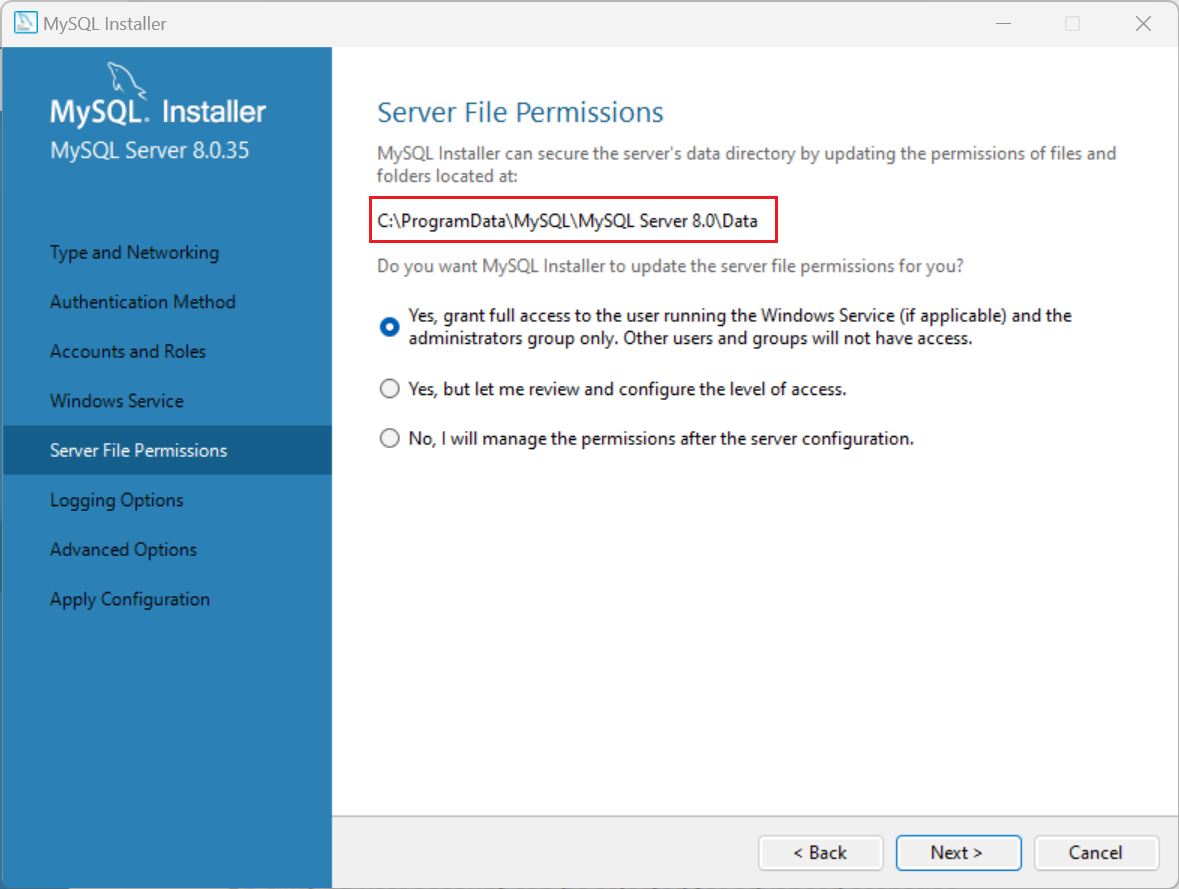 MySQL Installer
MySQL. Installer
MySQL Server 8.0.35
Type and Networking
Authentication Method
Accounts and Roles
Windows Service
Server File Permissions
Logging Options
Advanced Options
Apply Configuration
Server File Permissions
MySQL Installer can secure the server's data directory by updating the permissions of files and
folders located at:
C:\ProgramData\MySQL\MySQL Server 8.0\Data
Do you want MySQL Installer to update the server file permissions for you?
Yes, grant full access to the user running the Windows Service (if applicable) and the
administrators group only. Other users and groups will not have access.
Yes, but let me review and configure the level of access.
No, I will manage the permissions after the server configuration.
< Back
Next >
Cancel